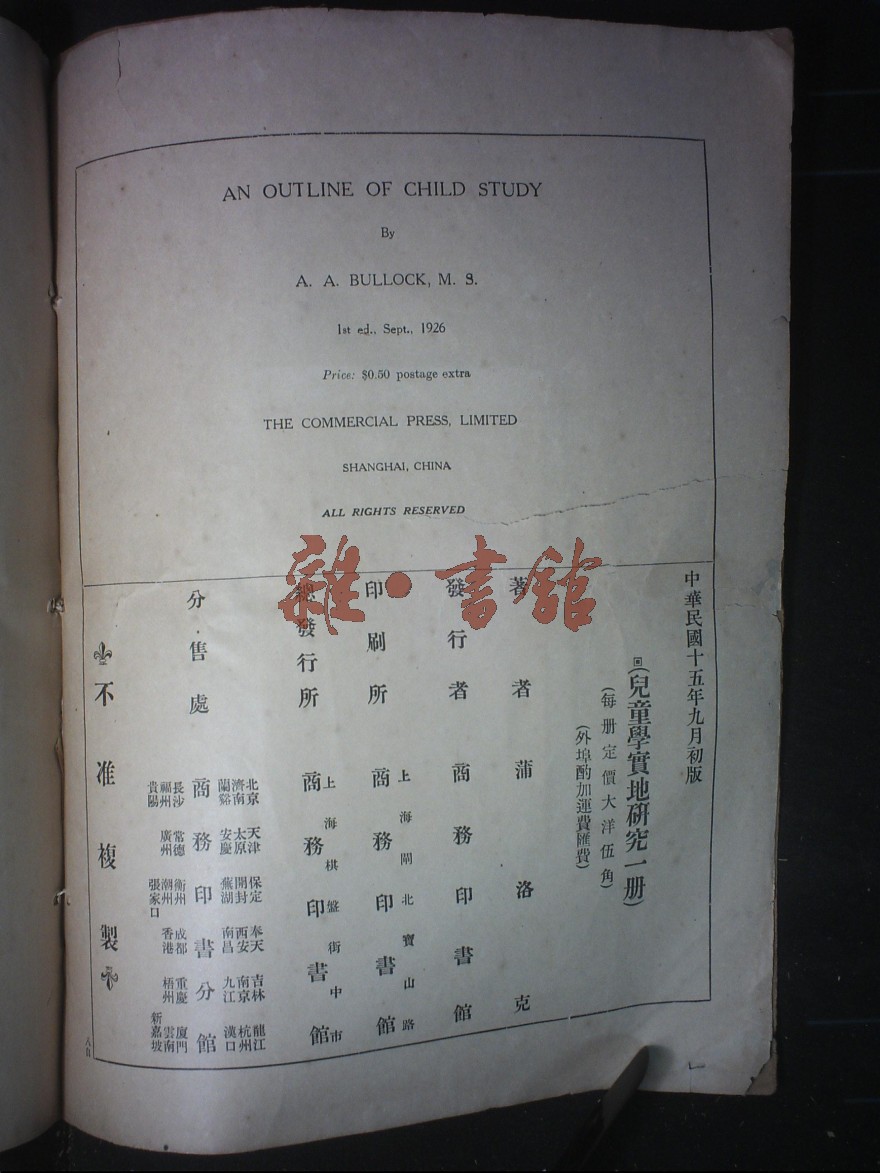 AN OUTLINE OF CHILD STUDY
By
A. A. BULLOCK, M. S.
1st ed., Sept., 1926
Price: $0.50 postage extra
THE COMMERCIAL PRESS, LIMITED
SHANGHAI, CHINA
ALL RIGHTS RESERVED
雜·書館
中華民國十五年九月初版
回(兒童學實地研究一册)
(每册定價大洋伍角)
(外埠酌加運費匯費)
著者 蒲洛克
發行者 商務印書館
印刷所 上海閘北寶山路 商務印書館
總發行所 上海棋盤街中市 商務印書館
分售處 商務印書分館
北京 天津 保定 奉天 吉林 龍江
濟南 太原 開封 西安 南京 杭州
蘭谿 安慶 蕪湖 南昌 九江 漢口
長沙 常德 衡州 成都 重慶 廈門
福州 廣州 潮州 香港 梧州 雲南
貴陽 張家口 新嘉坡
不准複製